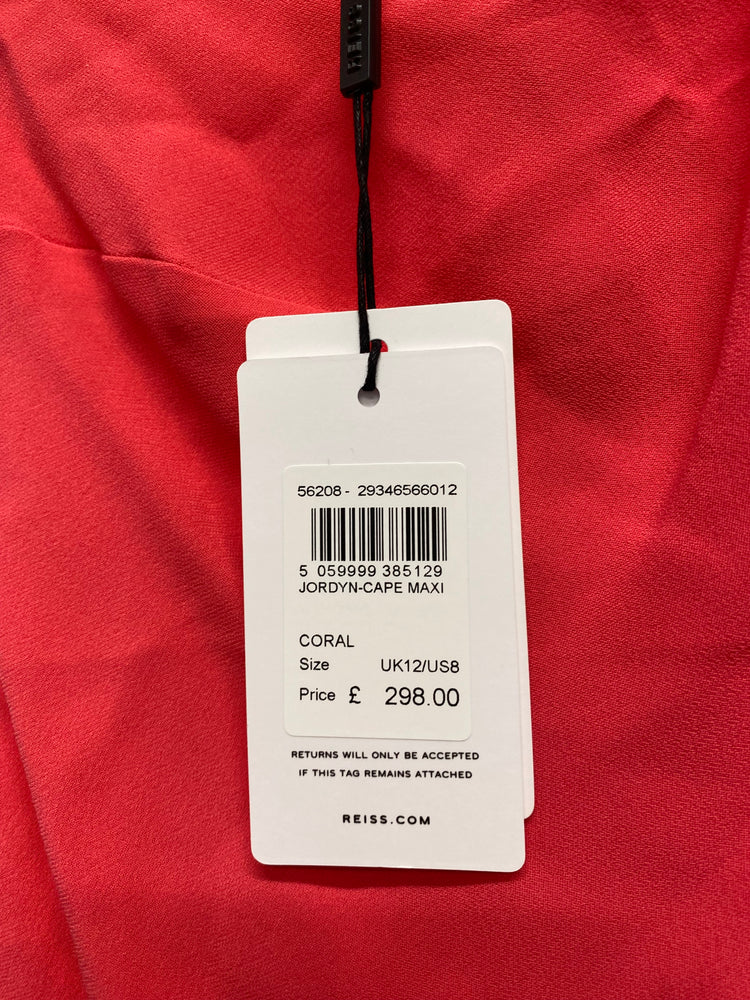 REISS
56208 - 29346566012
5 059999 385129
JORDYN-CAPE MAXI
CORAL
Size UK12/US8
Price £ 298.00
RETURNS WILL ONLY BE ACCEPTED
IF THIS TAG REMAINS ATTACHED
REISS.COM